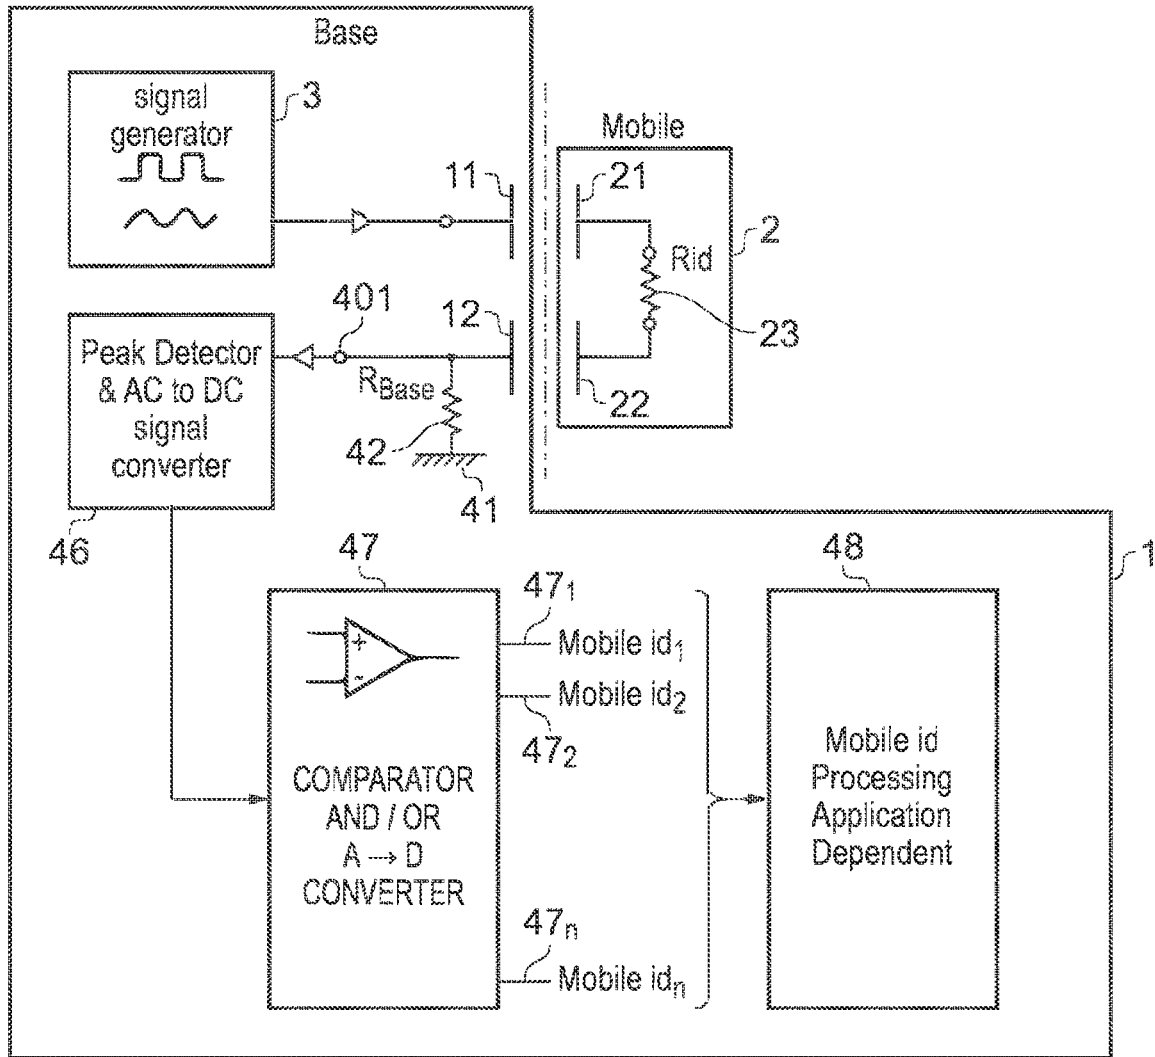 Base
signal
generator
3
Mobile
11
21
2
Rid
23
401
12
22
Peak Detector
& AC to DC
signal
converter
RBase
42
41
46
47
48
1
47₁
Mobile id₁
Mobile id₂
47₂
+
-
COMPARATOR
AND / OR
A → D
CONVERTER
47ₙ
Mobile idₙ
Mobile id
Processing
Application
Dependent